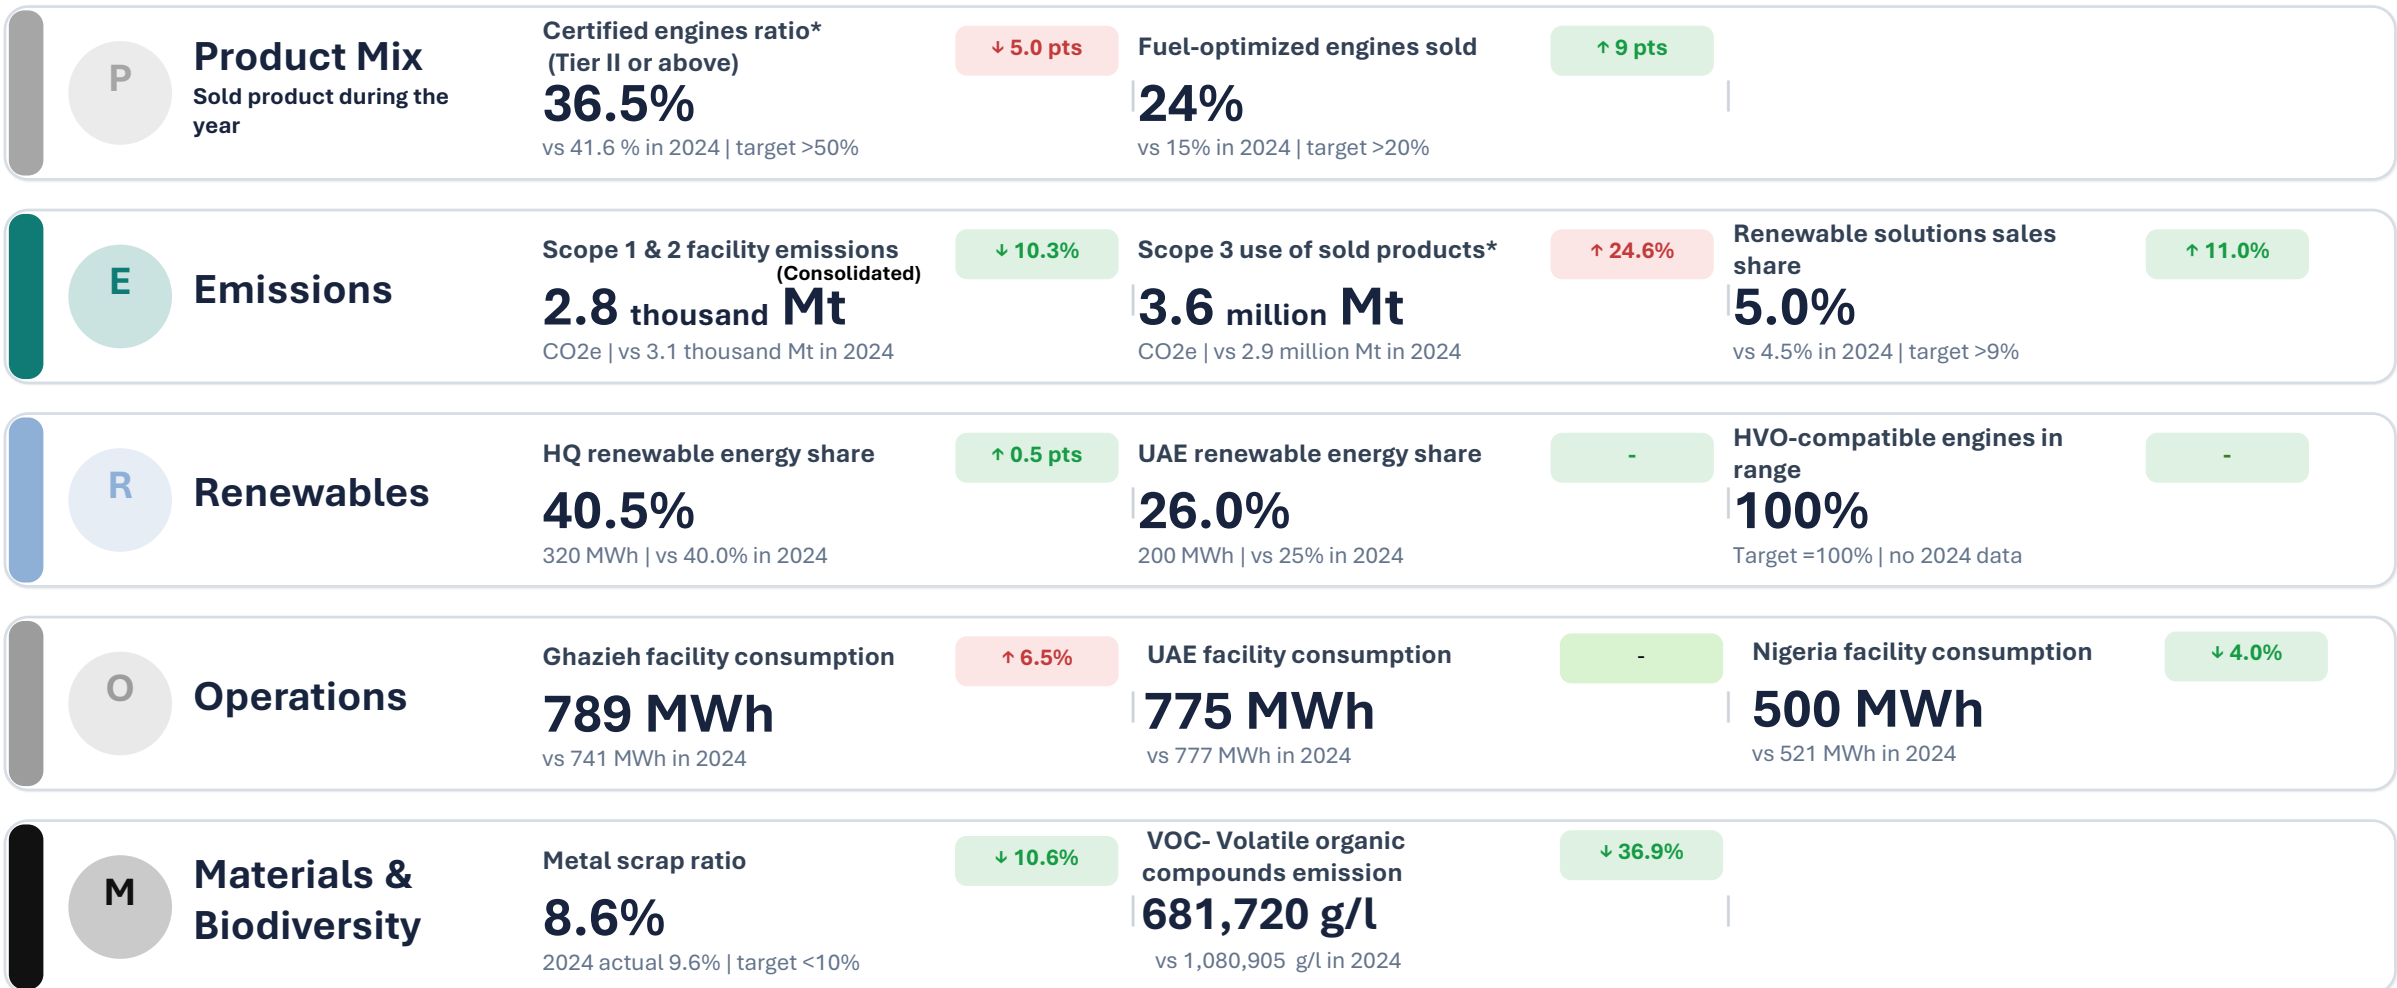 P
Product Mix
Sold product during the
year
Certified engines ratio*
(Tier II or above)
↓ 5.0 pts
36.5%
vs 41.6 % in 2024 | target >50%
Fuel-optimized engines sold
↑ 9 pts
24%
vs 15% in 2024 | target >20%
E
Emissions
Scope 1 & 2 facility emissions
(Consolidated)
↓ 10.3%
2.8 thousand Mt
CO2e | vs 3.1 thousand Mt in 2024
Scope 3 use of sold products*
↑ 24.6%
3.6 million Mt
CO2e | vs 2.9 million Mt in 2024
Renewable solutions sales
share
↑ 11.0%
5.0%
vs 4.5% in 2024 | target >9%
R
Renewables
HQ renewable energy share
↑ 0.5 pts
40.5%
320 MWh | vs 40.0% in 2024
UAE renewable energy share
-
26.0%
200 MWh | vs 25% in 2024
HVO-compatible engines in
range
-
100%
Target =100% | no 2024 data
O
Operations
Ghazieh facility consumption
↑ 6.5%
789 MWh
vs 741 MWh in 2024
UAE facility consumption
-
775 MWh
vs 777 MWh in 2024
Nigeria facility consumption
↓ 4.0%
500 MWh
vs 521 MWh in 2024
M
Materials &
Biodiversity
Metal scrap ratio
↓ 10.6%
8.6%
2024 actual 9.6% | target <10%
VOC- Volatile organic
compounds emission
↓ 36.9%
681,720 g/l
vs 1,080,905 g/l in 2024